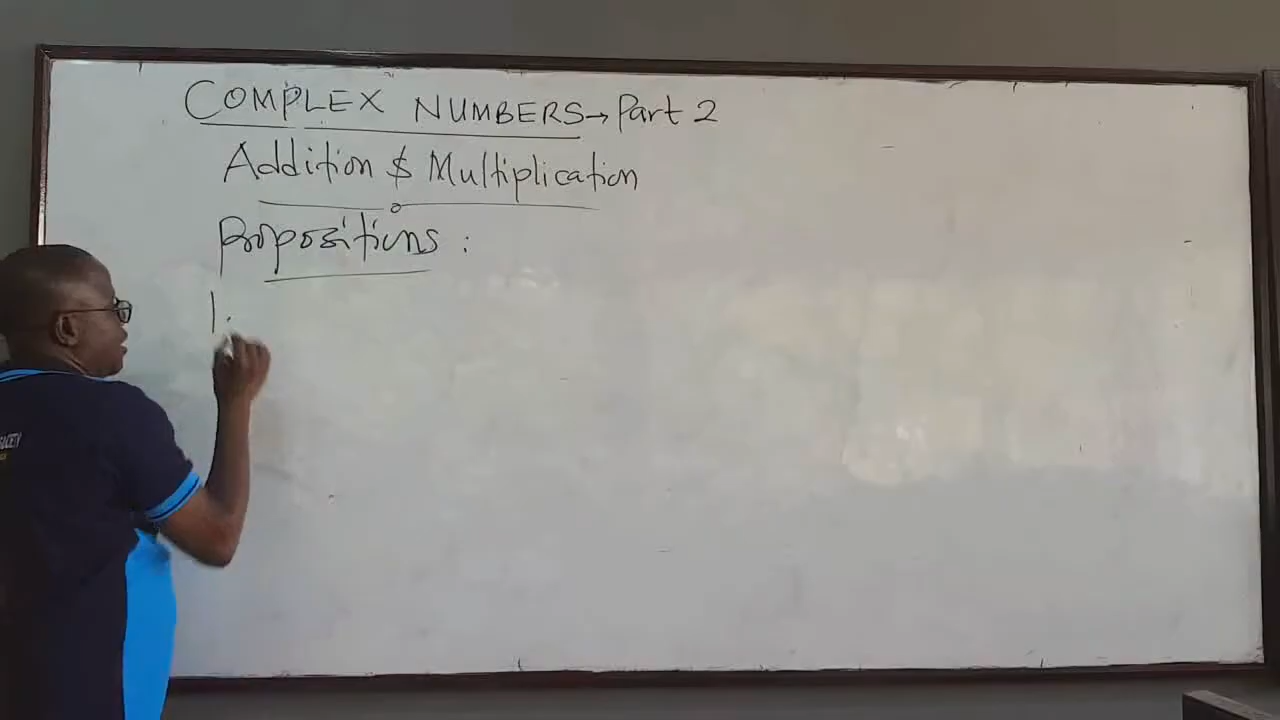 COMPLEX NUMBERS → Part 2
Addition & Multiplication
Propositions :
1.